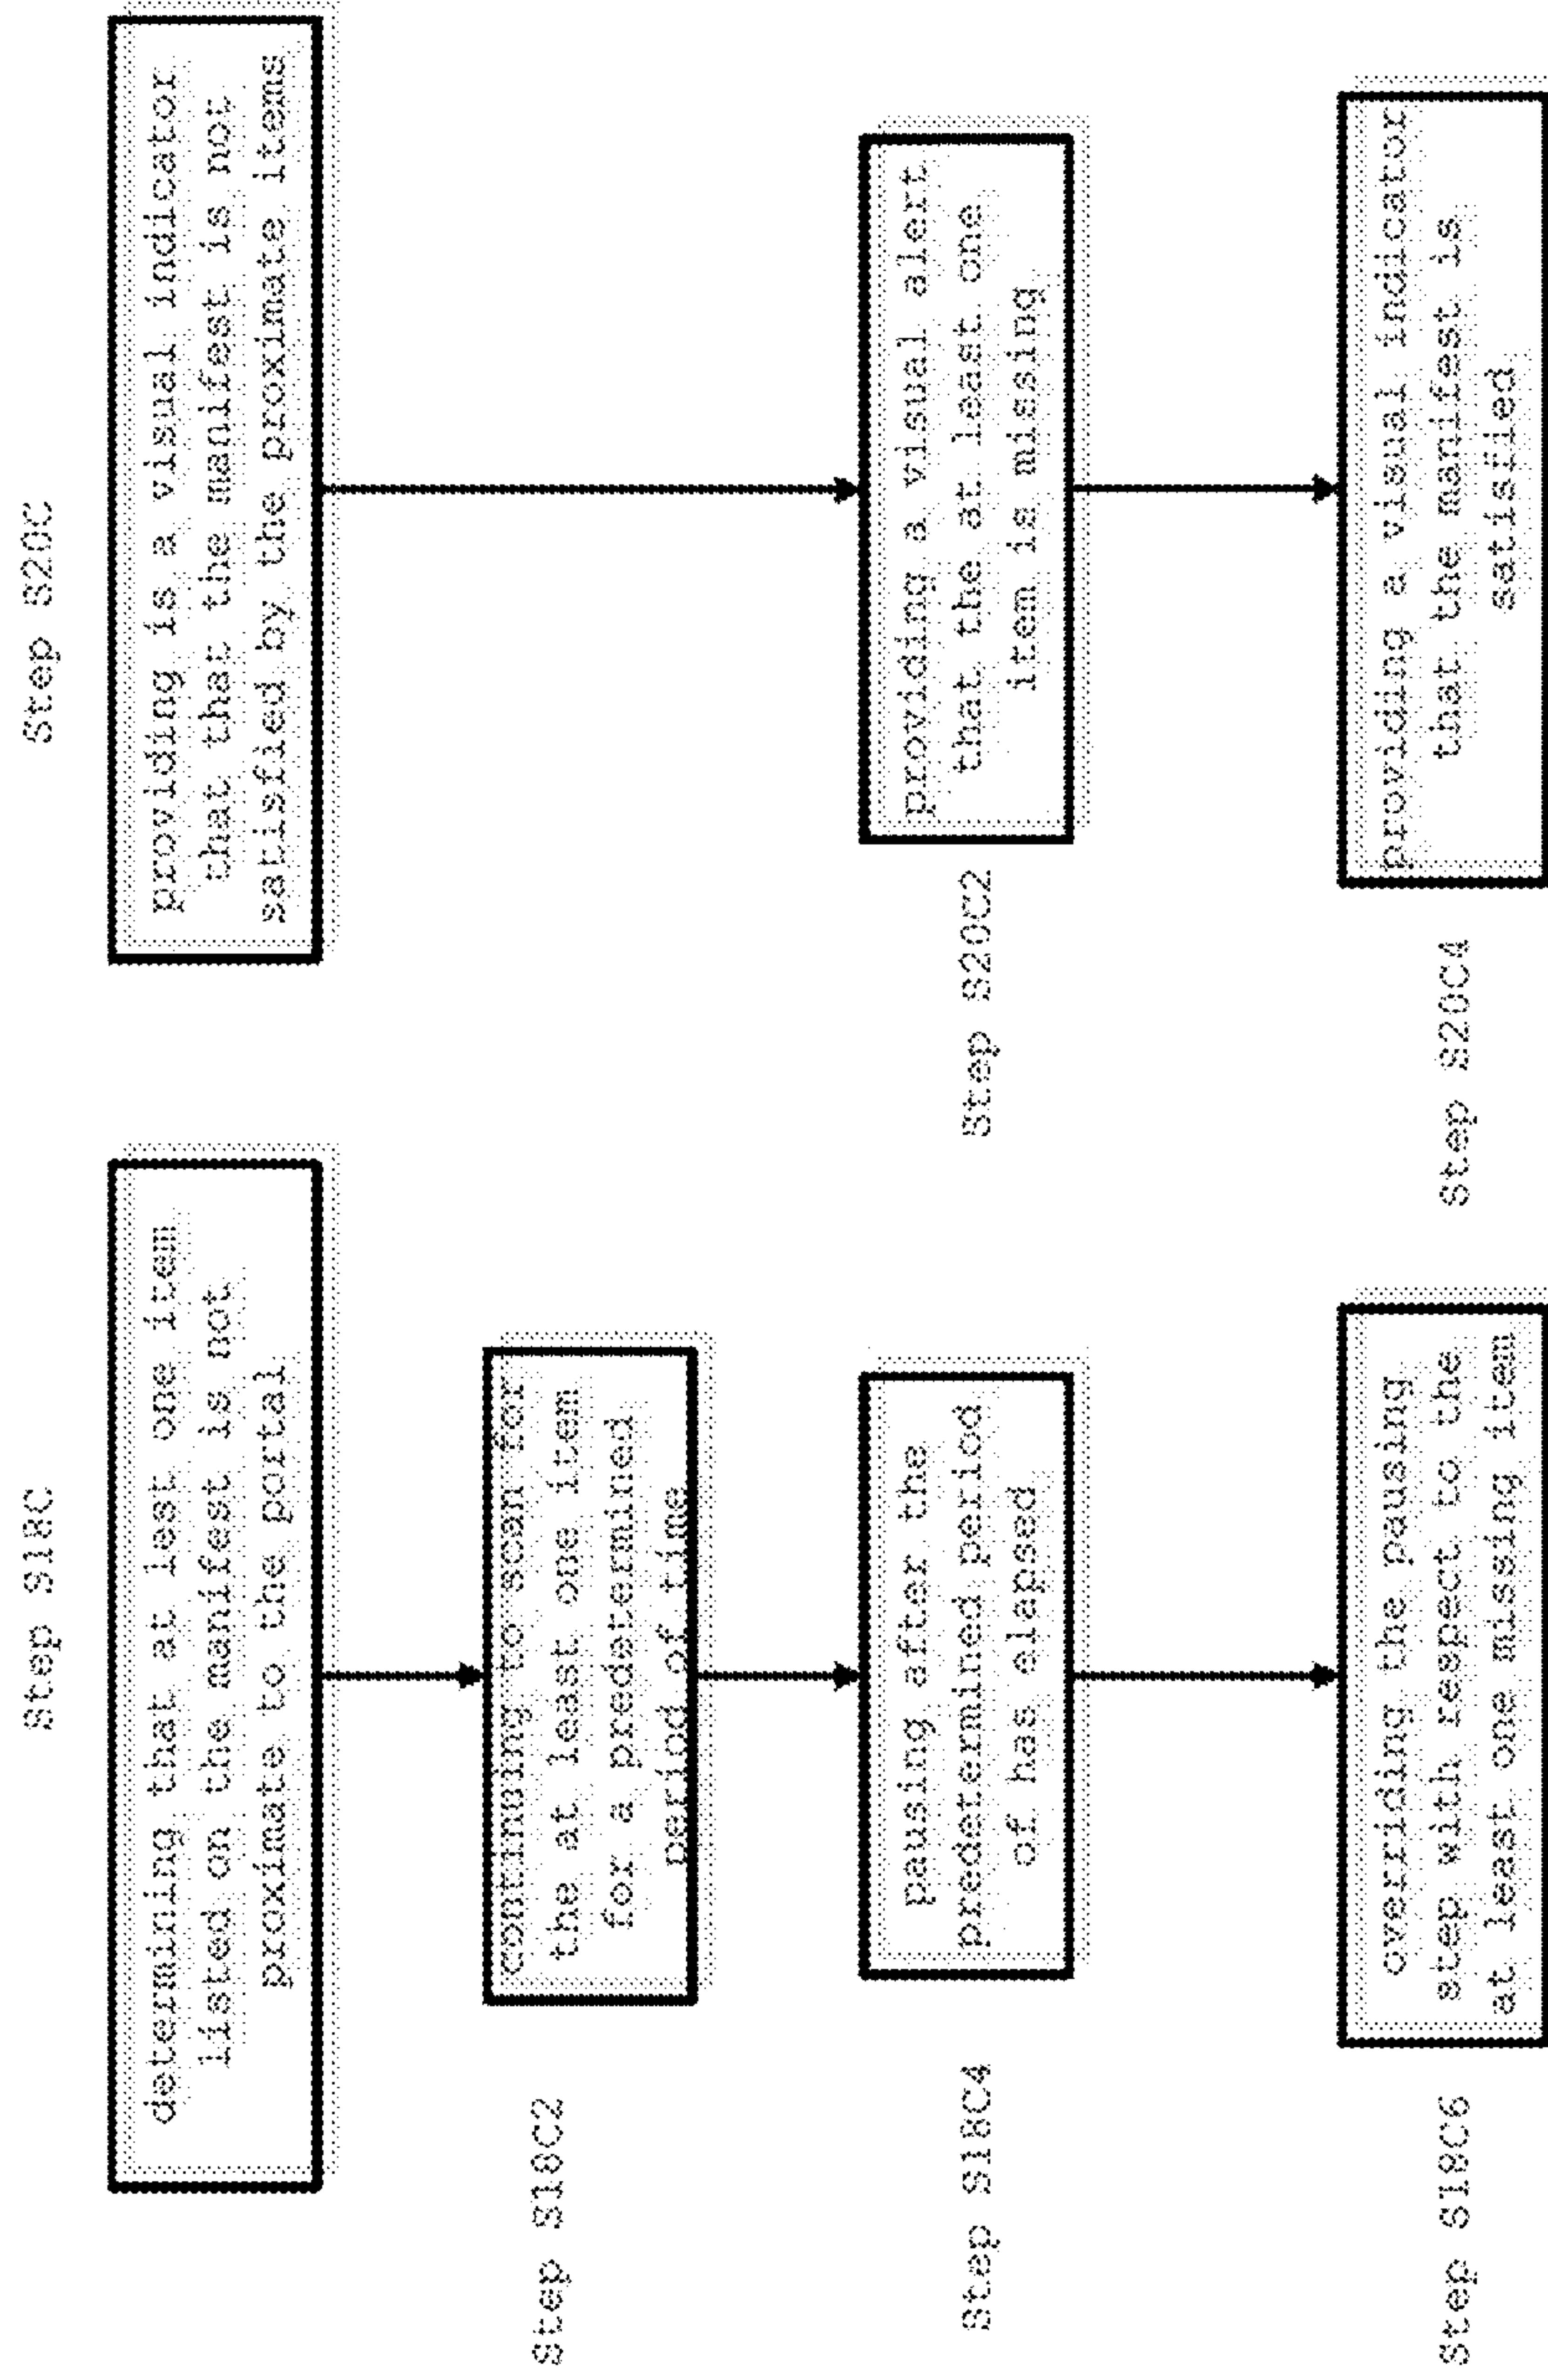 Step S18C
determining that at lest one item
listed on the manifest is not
proximate to the portal
Step S18C2
continuing to scan for
the at least one item
for a predetermined
period of time
Step S18C4
pausing after the
predetermined period
of has elapsed
Step S18C6
overriding the pausing
step with respect to the
at least one missing item
Step S20C
providing is a visual indicator
that that the manifest is not
satisfied by the proximate items
Step S20C2
providing a visual alert
that the at least one
item is missing
Step S20C4
providing a visual indicator
that the manifest is
satisfied